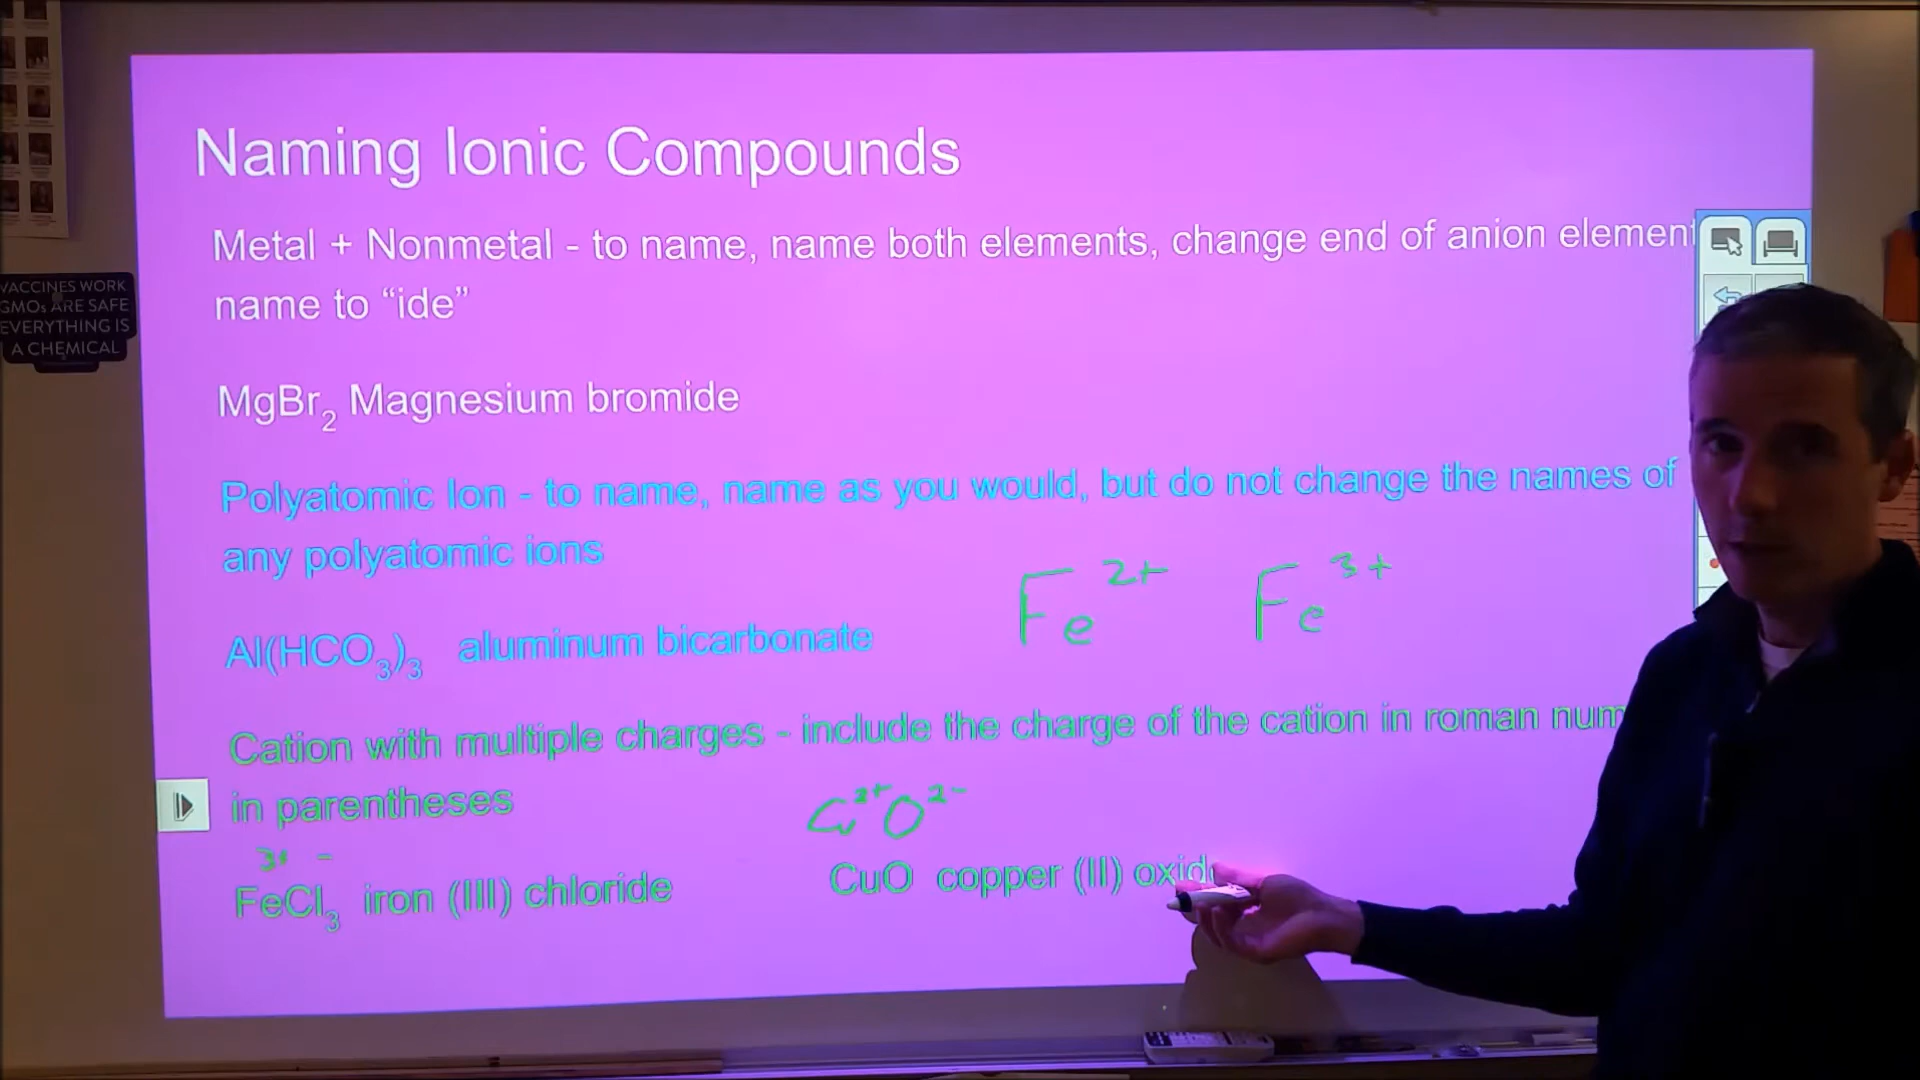 Naming Ionic Compounds
Metal + Nonmetal - to name, name both elements, change end of anion element
name to “ide”
VACCINES WORK
GMOs ARE SAFE
EVERYTHING IS
A CHEMICAL
MgBr2 Magnesium bromide
Polyatomic Ion - to name, name as you would, but do not change the names of
any polyatomic ions
Fe2+ Fe3+
Al(HCO3)3 aluminum bicarbonate
Cation with multiple charges - include the charge of the cation in roman num
in parentheses
Cu2+O2-
3+ -
FeCl3 iron (III) chloride
CuO copper (II) oxid